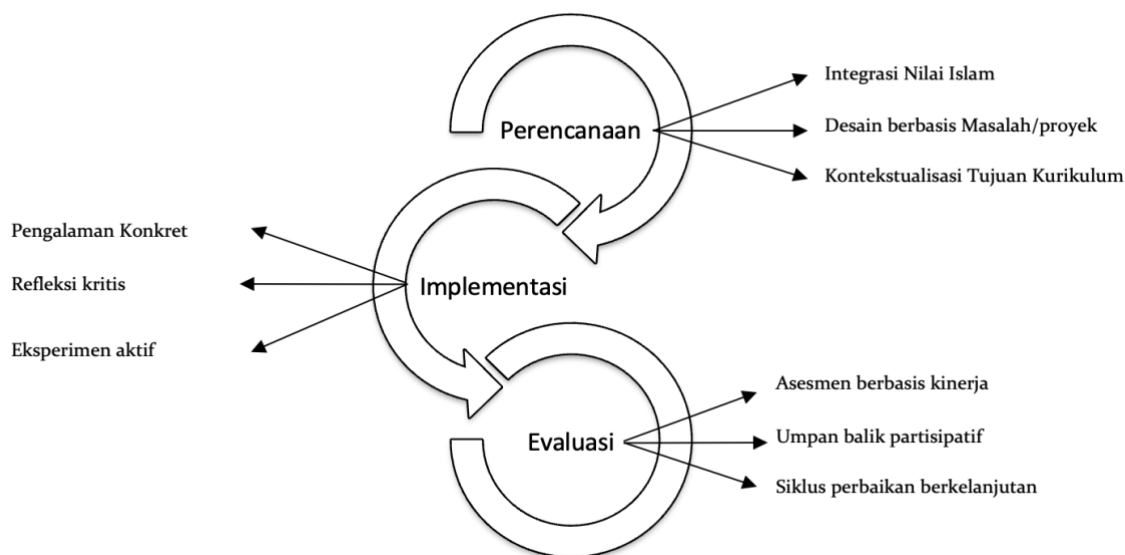 Perencanaan
Integrasi Nilai Islam
Desain berbasis Masalah/proyek
Kontekstualisasi Tujuan Kurikulum
Implementasi
Pengalaman Konkret
Refleksi kritis
Eksperimen aktif
Evaluasi
Asesmen berbasis kinerja
Umpan balik partisipatif
Siklus perbaikan berkelanjutan